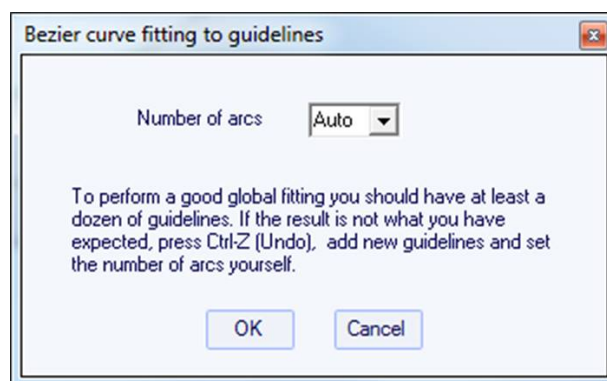 Bezier curve fitting to guidelines
Number of arcs
Auto
To perform a good global fitting you should have at least a
dozen of guidelines. If the result is not what you have
expected, press Ctrl-Z (Undo),  add new guidelines and set
the number of arcs yourself.
OK
Cancel